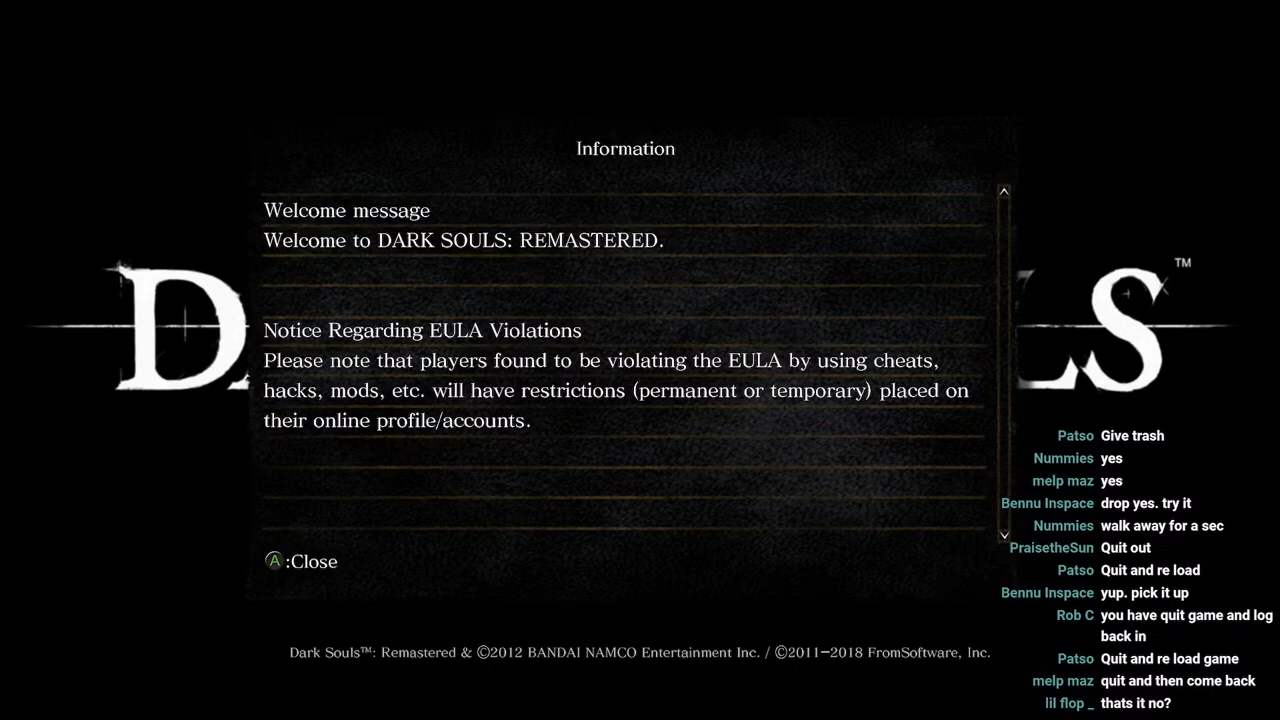 Information
Welcome message
Welcome to DARK SOULS: REMASTERED.
Notice Regarding EULA Violations
Please note that players found to be violating the EULA by using cheats,
hacks, mods, etc. will have restrictions (permanent or temporary) placed on
their online profile/accounts.
A :Close
D LS ™
Dark Souls™: Remastered & ©2012 BANDAI NAMCO Entertainment Inc. / ©2011–2018 FromSoftware, Inc.
Patso Give trash
Nummies yes
melp maz yes
Bennu Inspace drop yes. try it
Nummies walk away for a sec
PraisetheSun Quit out
Patso Quit and re load
Bennu Inspace yup. pick it up
Rob C you have quit game and log
back in
Patso Quit and re load game
melp maz quit and then come back
lil flop _ thats it no?